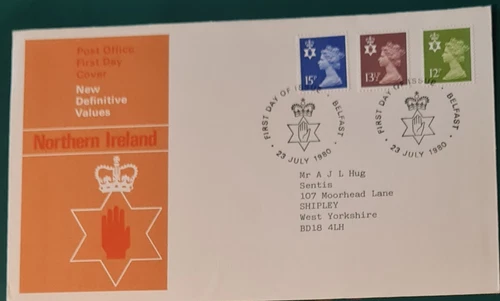 Post Office
First Day
Cover
New
Definitive
Values
Northern Ireland
15P
13½P
12P
FIRST DAY OF ISSUE · BELFAST · 23 JULY 1980 ·
FIRST DAY OF ISSUE · BELFAST · 23 JULY 1980 ·
Mr A J L Hug
Sentis
107 Moorhead Lane
SHIPLEY
West Yorkshire
BD18 4LH